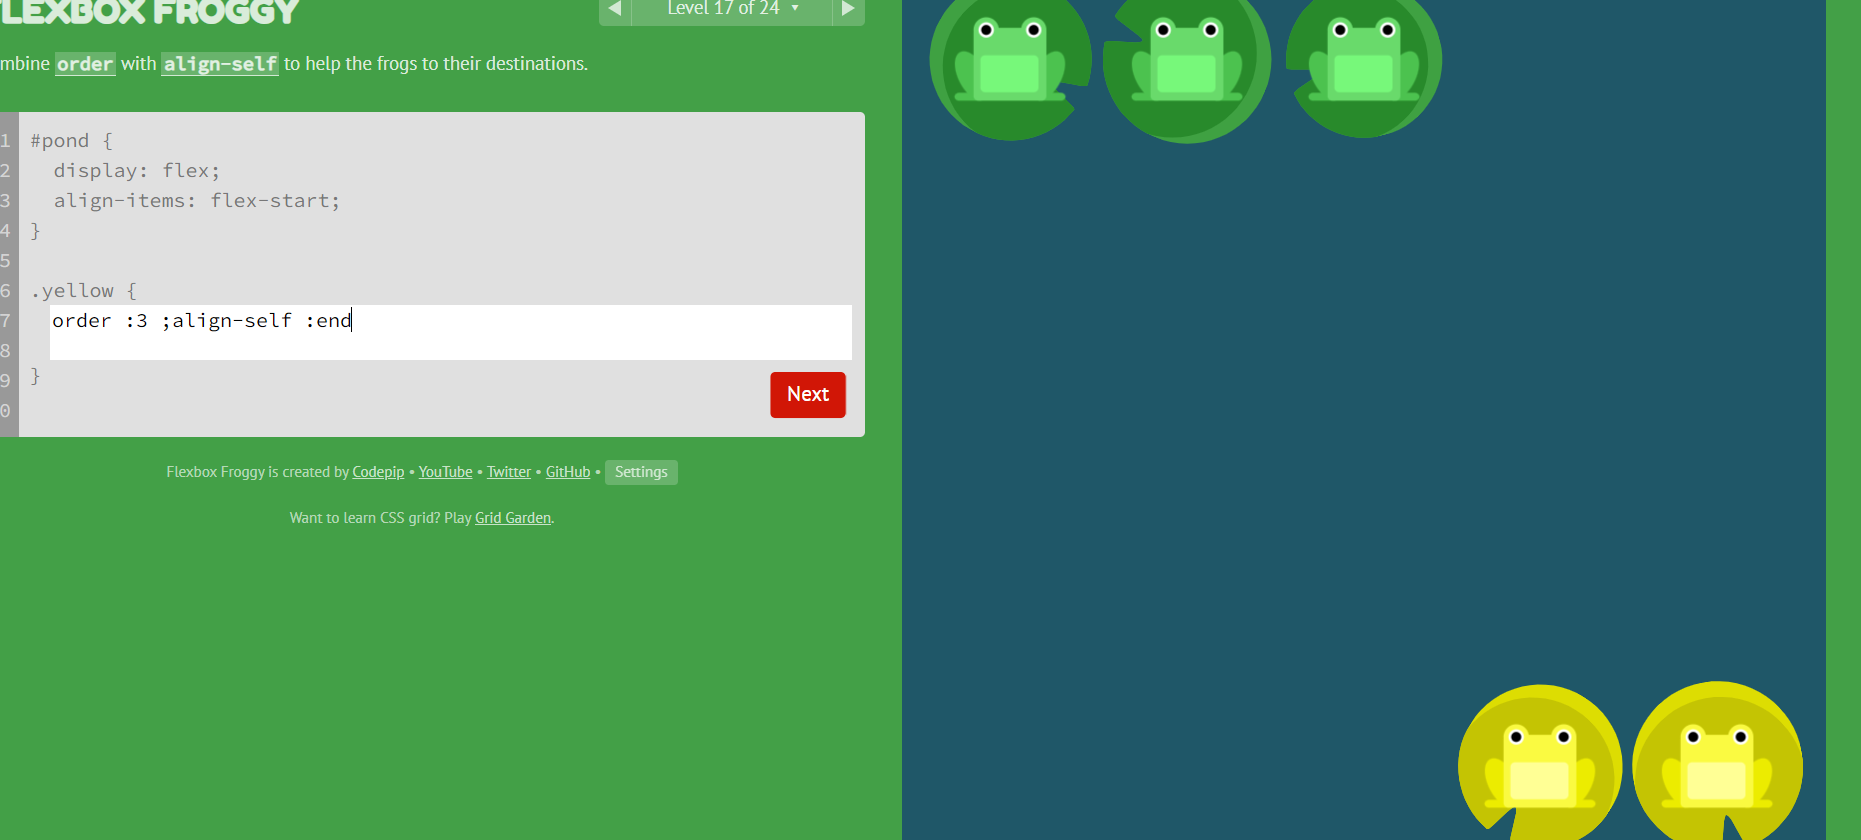 LEXBOX FROGGY
◀ Level 17 of 24 ▼ ▶
mbine order with align-self to help the frogs to their destinations.
1 #pond {
2   display: flex;
3   align-items: flex-start;
4 }
5
6 .yellow {
7   order :3 ;align-self :end
8
9 }
0
Next
Flexbox Froggy is created by Codepip • YouTube • Twitter • GitHub • Settings
Want to learn CSS grid? Play Grid Garden.